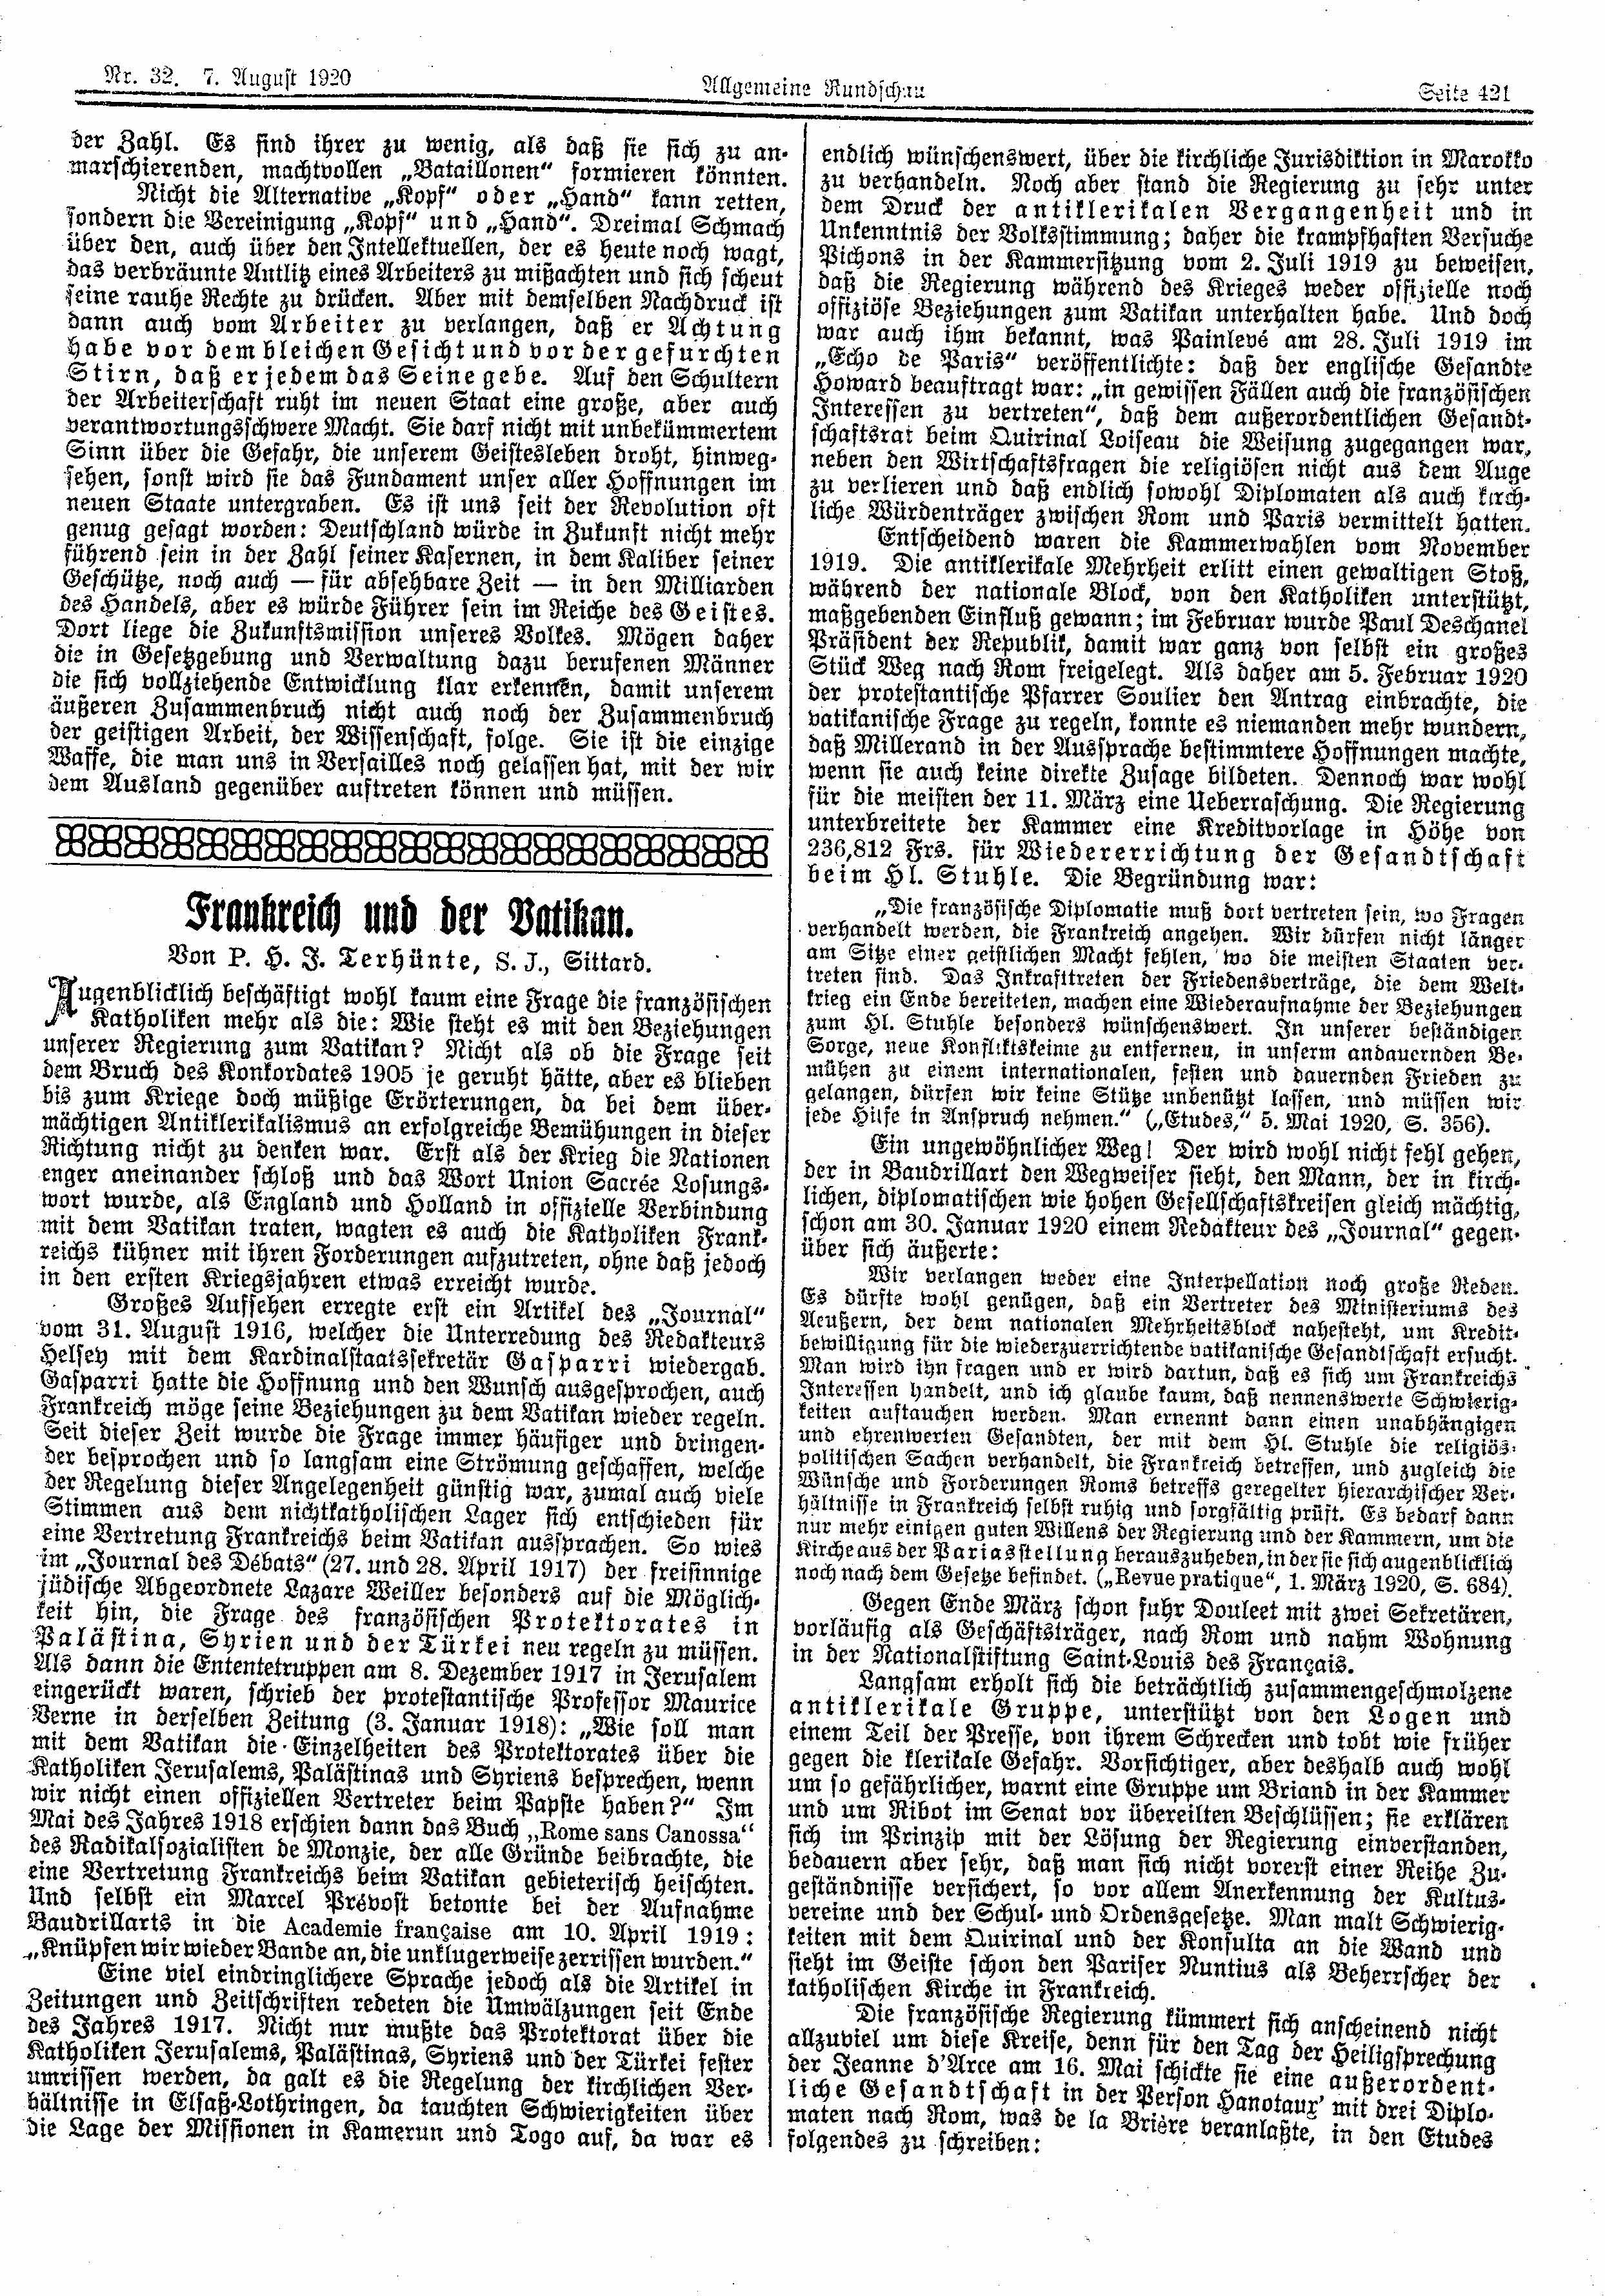 Nr. 32. 7. August 1920
Allgemeine Rundschau
Seite 421
der Zahl. Es sind ihrer zu wenig, als daß sie sich zu an-
marschierenden, machtvollen „Bataillonen“ formieren könnten.
Nicht die Alternative „Kopf“ oder „Hand“ kann retten,
sondern die Vereinigung „Kopf“ und „Hand“. Dreimal Schmach
über den, auch über den Intellektuellen, der es heute noch wagt,
das verbräunte Antlitz eines Arbeiters zu mißachten und sich scheut
seine rauhe Rechte zu drücken. Aber mit demselben Nachdruck ist
dann auch vom Arbeiter zu verlangen, daß er Achtung
habe vor dem bleichen Gesicht und vor der gefurchten
Stirn, daß er jedem das Seine gebe. Auf den Schultern
der Arbeiterschaft ruht im neuen Staat eine große, aber auch
verantwortungsschwere Macht. Sie darf nicht mit unbekümmertem
Sinn über die Gefahr, die unserem Geistesleben droht, hinweg-
sehen, sonst wird sie das Fundament unser aller Hoffnungen im
neuen Staate untergraben. Es ist uns seit der Revolution oft
genug gesagt worden: Deutschland würde in Zukunft nicht mehr
führend sein in der Zahl seiner Kasernen, in dem Kaliber seiner
Geschütze, noch auch — für absehbare Zeit — in den Milliarden
des Handels, aber es würde Führer sein im Reiche des Geistes.
Dort liege die Zukunftsmission unseres Volkes. Mögen daher
die in Gesetzgebung und Verwaltung dazu berufenen Männer
die sich vollziehende Entwicklung klar erkennen, damit unserem
äußeren Zusammenbruch nicht auch noch der Zusammenbruch
der geistigen Arbeit, der Wissenschaft, folge. Sie ist die einzige
Waffe, die man uns in Versailles noch gelassen hat, mit der wir
dem Ausland gegenüber auftreten können und müssen.
Frankreich und der Vatikan.
Von P. H. J. Terhünte, S. J., Sittard.
Augenblicklich beschäftigt wohl kaum eine Frage die französischen
Katholiken mehr als die: Wie steht es mit den Beziehungen
unserer Regierung zum Vatikan? Nicht als ob die Frage seit
dem Bruch des Konkordates 1905 je geruht hätte, aber es blieben
bis zum Kriege doch müßige Erörterungen, da bei dem über-
mächtigen Antiklerikalismus an erfolgreiche Bemühungen in dieser
Richtung nicht zu denken war. Erst als der Krieg die Nationen
enger aneinander schloß und das Wort Union Sacrée Losungs-
wort wurde, als England und Holland in offizielle Verbindung
mit dem Vatikan traten, wagten es auch die Katholiken Frank-
reichs kühner mit ihren Forderungen aufzutreten, ohne daß jedoch
in den ersten Kriegsjahren etwas erreicht wurde.
Großes Aufsehen erregte erst ein Artikel des „Journal“
vom 31. August 1916, welcher die Unterredung des Redakteurs
Helsey mit dem Kardinalstaatssekretär Gasparri wiedergab.
Gasparri hatte die Hoffnung und den Wunsch ausgesprochen, auch
Frankreich möge seine Beziehungen zu dem Vatikan wieder regeln.
Seit dieser Zeit wurde die Frage immer häufiger und dringen-
der besprochen und so langsam eine Strömung geschaffen, welche
der Regelung dieser Angelegenheit günstig war, zumal auch viele
Stimmen aus dem nichtkatholischen Lager sich entschieden für
eine Vertretung Frankreichs beim Vatikan aussprachen. So wies
im „Journal des Débats“ (27. und 28. April 1917) der freisinnige
jüdische Abgeordnete Lazare Weiller besonders auf die Möglich-
keit hin, die Frage des französischen Protektorates in
Palästina, Syrien und der Türkei neu regeln zu müssen.
Als dann die Ententetruppen am 8. Dezember 1917 in Jerusalem
eingerückt waren, schrieb der protestantische Professor Maurice
Verne in derselben Zeitung (3. Januar 1918): „Wie soll man
mit dem Vatikan die Einzelheiten des Protektorates über die
Katholiken Jerusalems, Palästinas und Syriens besprechen, wenn
wir nicht einen offiziellen Vertreter beim Papste haben?“ Im
Mai des Jahres 1918 erschien dann das Buch „Rome sans Canossa“
des Radikalsozialisten de Monzie, der alle Gründe beibrachte, die
eine Vertretung Frankreichs beim Vatikan gebieterisch heischten.
Und selbst ein Marcel Prévost betonte bei der Aufnahme
Baudrillarts in die Academie française am 10. April 1919:
„Knüpfen wir wieder Bande an, die unklugerweise zerrissen wurden.“
Eine viel eindringlichere Sprache jedoch als die Artikel in
Zeitungen und Zeitschriften redeten die Umwälzungen seit Ende
des Jahres 1917. Nicht nur mußte das Protektorat über die
Katholiken Jerusalems, Palästinas, Syriens und der Türkei fester
umrissen werden, da galt es die Regelung der kirchlichen Ver-
hältnisse in Elsaß-Lothringen, da tauchten Schwierigkeiten über
die Lage der Missionen in Kamerun und Togo auf, da war es
endlich wünschenswert, über die kirchliche Jurisdiktion in Marokko
zu verhandeln. Noch aber stand die Regierung zu sehr unter
dem Druck der antiklerikalen Vergangenheit und in
Unkenntnis der Volksstimmung; daher die krampfhaften Versuche
Pichons in der Kammersitzung vom 2. Juli 1919 zu beweisen,
daß die Regierung während des Krieges weder offizielle noch
offiziöse Beziehungen zum Vatikan unterhalten habe. Und doch
war auch ihm bekannt, was Painlevé am 28. Juli 1919 im
„Echo de Paris“ veröffentlichte: daß der englische Gesandte
Howard beauftragt war: „in gewissen Fällen auch die französischen
Interessen zu vertreten“, daß dem außerordentlichen Gesandt-
schaftsrat beim Quirinal Loiseau die Weisung zugegangen war,
neben den Wirtschaftsfragen die religiösen nicht aus dem Auge
zu verlieren und daß endlich sowohl Diplomaten als auch kirch-
liche Würdenträger zwischen Rom und Paris vermittelt hatten.
Entscheidend waren die Kammerwahlen vom November
1919. Die antiklerikale Mehrheit erlitt einen gewaltigen Stoß,
während der nationale Block, von den Katholiken unterstützt,
maßgebenden Einfluß gewann; im Februar wurde Paul Deschanel
Präsident der Republik, damit war ganz von selbst ein großes
Stück Weg nach Rom freigelegt. Als daher am 5. Februar 1920
der protestantische Pfarrer Soulier den Antrag einbrachte, die
vatikanische Frage zu regeln, konnte es niemanden mehr wundern,
daß Millerand in der Aussprache bestimmtere Hoffnungen machte,
wenn sie auch keine direkte Zusage bildeten. Dennoch war wohl
für die meisten der 11. März eine Ueberraschung. Die Regierung
unterbreitete der Kammer eine Kreditvorlage in Höhe von
236,812 Frs. für Wiedererrichtung der Gesandtschaft
beim Hl. Stuhle. Die Begründung war:
„Die französische Diplomatie muß dort vertreten sein, wo Fragen
verhandelt werden, die Frankreich angehen. Wir dürfen nicht länger
am Sitze einer geistlichen Macht fehlen, wo die meisten Staaten ver-
treten sind. Das Inkrafttreten der Friedensverträge, die dem Welt-
krieg ein Ende bereiteten, machen eine Wiederaufnahme der Beziehungen
zum Hl. Stuhle besonders wünschenswert. In unserer beständigen
Sorge, neue Konfliktskeime zu entfernen, in unserm andauernden Be-
mühen zu einem internationalen, festen und dauernden Frieden zu
gelangen, dürfen wir keine Stütze unbenützt lassen, und müssen wir
jede Hilfe in Anspruch nehmen.“ („Etudes,“ 5. Mai 1920, S. 356).
Ein ungewöhnlicher Weg! Der wird wohl nicht fehl gehen,
der in Baudrillart den Wegweiser sieht, den Mann, der in kirch-
lichen, diplomatischen wie hohen Gesellschaftskreisen gleich mächtig,
schon am 30. Januar 1920 einem Redakteur des „Journal“ gegen-
über sich äußerte:
Wir verlangen weder eine Interpellation noch große Reden.
Es dürfte wohl genügen, daß ein Vertreter des Ministeriums des
Aeußern, der dem nationalen Mehrheitsblock nahesteht, um Kredit-
bewilligung für die wiederzuerrichtende vatikanische Gesandtschaft ersucht.
Man wird ihn fragen und er wird dartun, daß es sich um Frankreichs
Interessen handelt, und ich glaube kaum, daß nennenswerte Schwierig-
keiten auftauchen werden. Man ernennt dann einen unabhängigen
und ehrenwerten Gesandten, der mit dem Hl. Stuhle die religiös-
politischen Sachen verhandelt, die Frankreich betreffen, und zugleich die
Wünsche und Forderungen Roms betreffs geregelter hierarchischer Ver-
hältnisse in Frankreich selbst ruhig und sorgfältig prüft. Es bedarf dann
nur mehr einigen guten Willens der Regierung und der Kammern, um die
Kirche aus der Pariasstellung herauszuheben, in der sie sich augenblicklich
noch nach dem Gesetze befindet. („Revue pratique“, 1. März 1920, S. 684).
Gegen Ende März schon fuhr Douleet mit zwei Sekretären,
vorläufig als Geschäftsträger, nach Rom und nahm Wohnung
in der Nationalstiftung Saint-Louis des Français.
Langsam erholt sich die beträchtlich zusammengeschmolzene
antiklerikale Gruppe, unterstützt von den Logen und
einem Teil der Presse, von ihrem Schrecken und tobt wie früher
gegen die klerikale Gefahr. Vorsichtiger, aber deshalb auch wohl
um so gefährlicher, warnt eine Gruppe um Briand in der Kammer
und um Ribot im Senat vor übereilten Beschlüssen; sie erklären
sich im Prinzip mit der Lösung der Regierung einverstanden,
bedauern aber sehr, daß man sich nicht vorerst einer Reihe Zu-
geständnisse versichert, so vor allem Anerkennung der Kultus-
vereine und der Schul- und Ordensgesetze. Man malt Schwierig-
keiten mit dem Quirinal und der Konsulta an die Wand und
sieht im Geiste schon den Pariser Nuntius als Beherrscher der
katholischen Kirche in Frankreich.
Die französische Regierung kümmert sich anscheinend nicht
allzuviel um diese Kreise, denn für den Tag der Heiligsprechung
der Jeanne d’Arce am 16. Mai schickte sie eine außerordent-
liche Gesandtschaft in der Person Hanotaux’ mit drei Diplo-
maten nach Rom, was de la Brière veranlaßte, in den Etudes
folgendes zu schreiben: